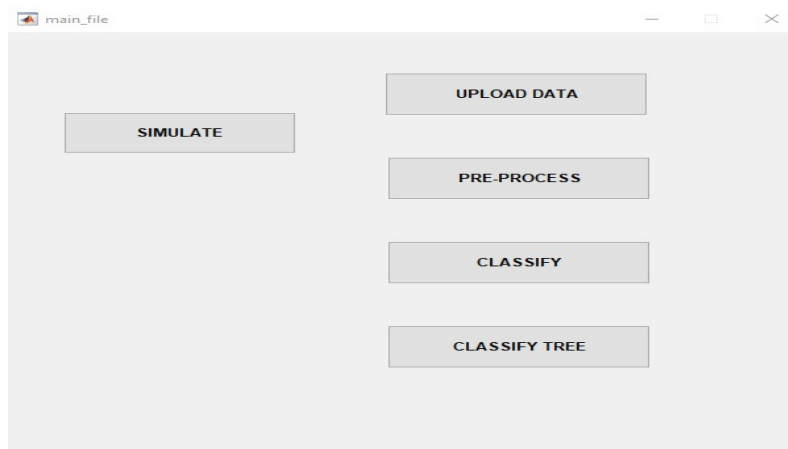 main_file
UPLOAD DATA
SIMULATE
PRE-PROCESS
CLASSIFY
CLASSIFY TREE